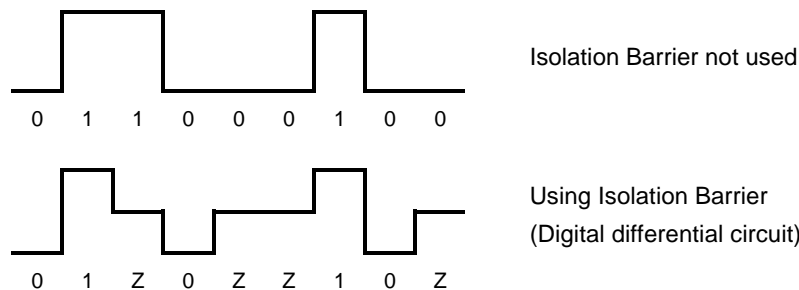 Isolation Barrier not used
0 1 1 0 0 0 1 0 0
Using Isolation Barrier
(Digital differential circuit)
0 1 Z 0 Z Z 1 0 Z